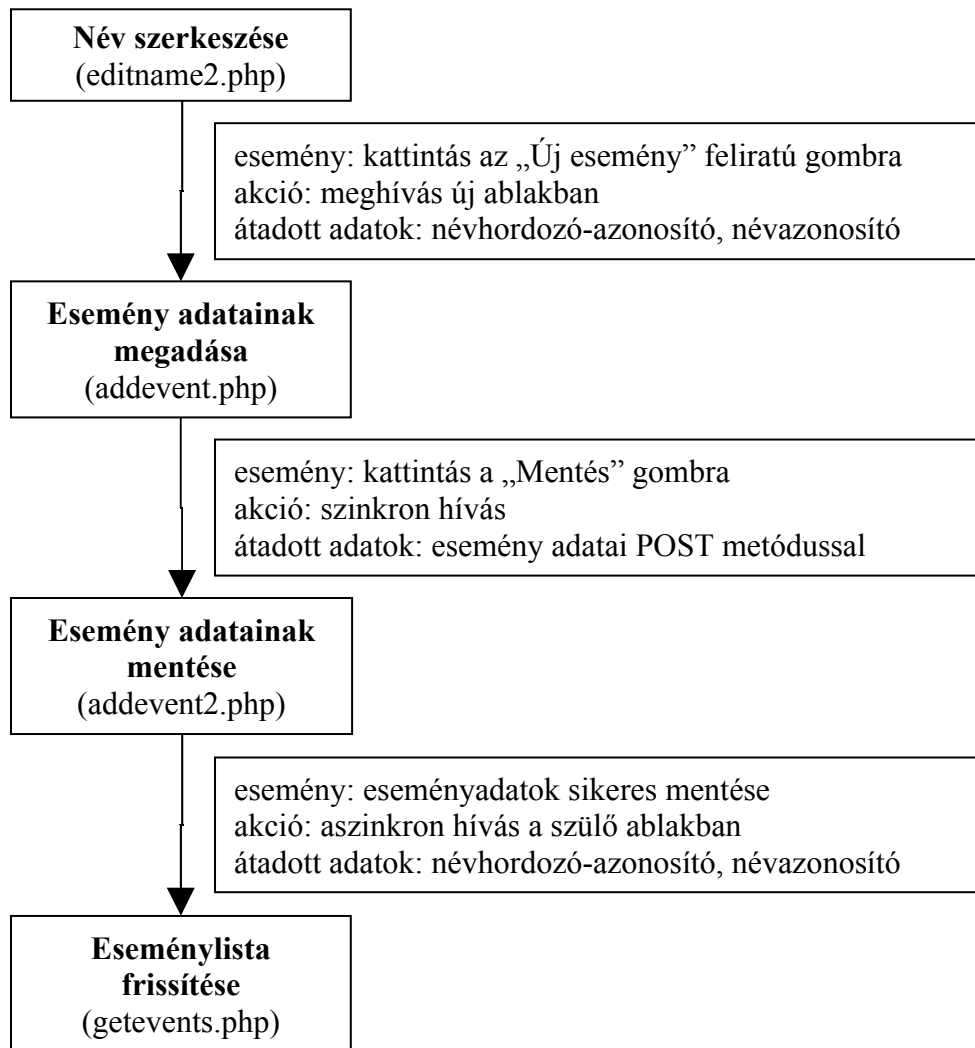 Név szerkeszése
(editname2.php)
esemény: kattintás az „Új esemény” feliratú gombra
akció: meghívás új ablakban
átadott adatok: névhordozó-azonosító, névazonosító
Esemény adatainak
megadása
(addevent.php)
esemény: kattintás a „Mentés” gombra
akció: szinkron hívás
átadott adatok: esemény adatai POST metódussal
Esemény adatainak
mentése
(addevent2.php)
esemény: eseményadatok sikeres mentése
akció: aszinkron hívás a szülő ablakban
átadott adatok: névhordozó-azonosító, névazonosító
Eseménylista
frissítése
(getevents.php)